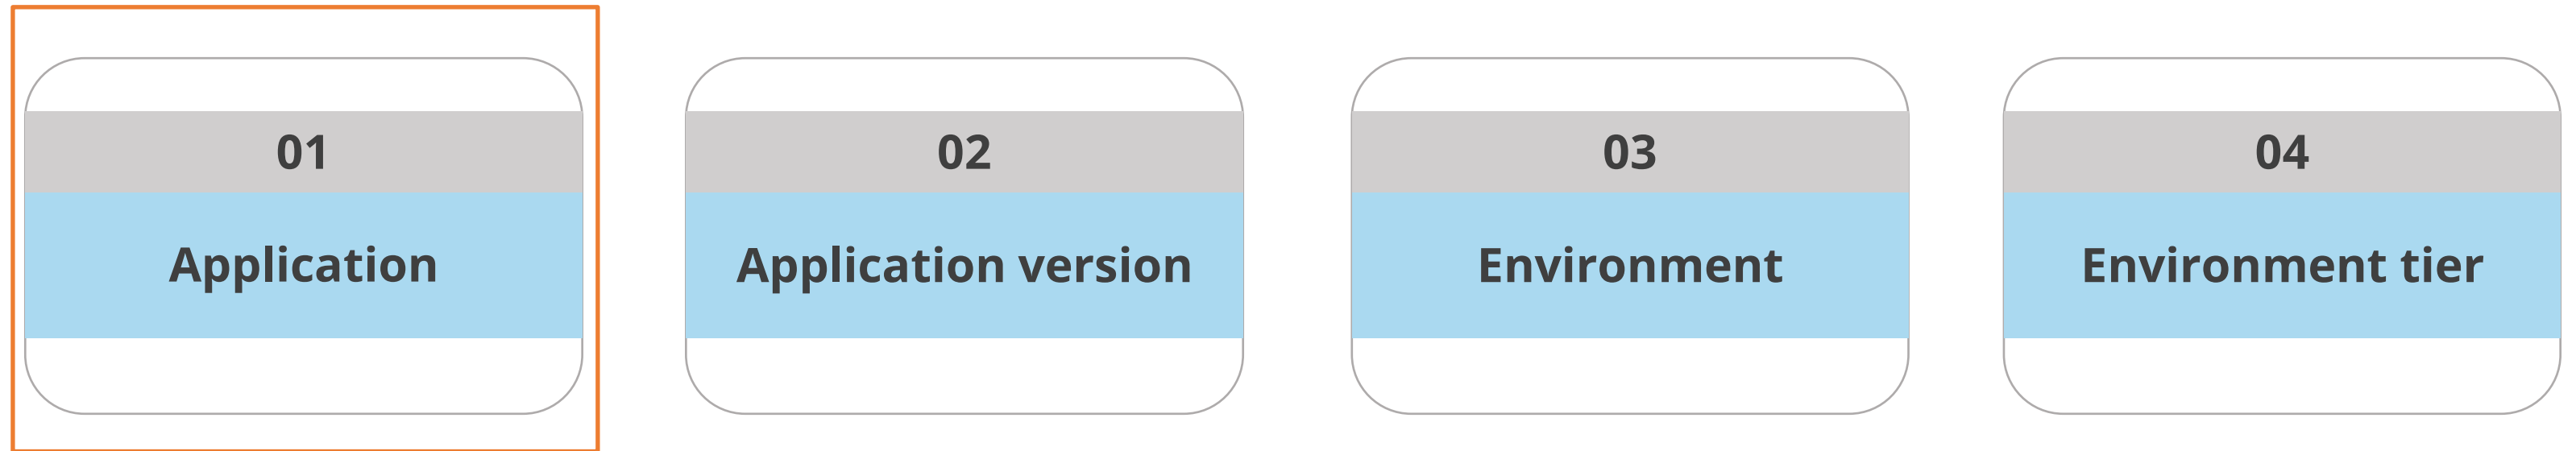 01
Application
02
Application version
03
Environment
04
Environment tier